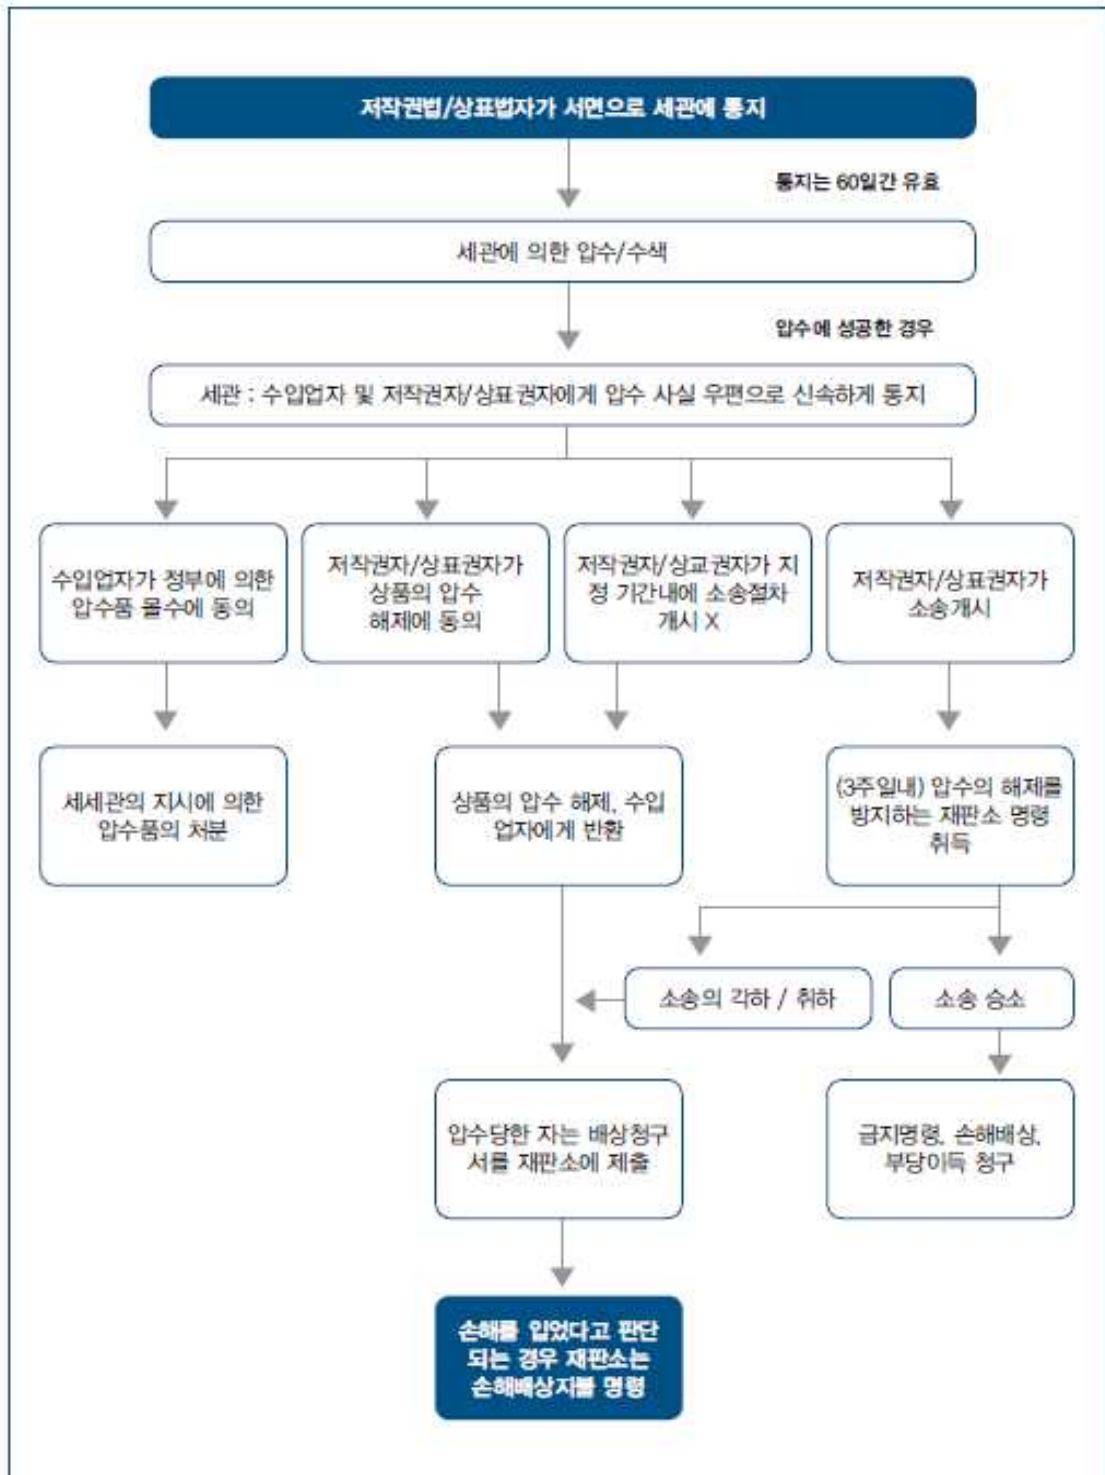 저작권법/상표법자가 서면으로 세관에 통지
통지는 60일간 유효
세관에 의한 압수/수색
압수에 성공한 경우
세관 : 수입업자 및 저작권자/상표권자에게 압수 사실 우편으로 신속하게 통지
수입업자가 정부에 의한
압수품 몰수에 동의
저작권자/상표권자가
상품의 압수
해제에 동의
저작권자/상교권자가 지
정 기간내에 소송절차
개시 X
저작권자/상표권자가
소송개시
세세관의 지시에 의한
압수품의 처분
상품의 압수 해제, 수입
업자에게 반환
(3주일내) 압수의 해제를
방지하는 재판소 명령
취득
소송의 각하 / 취하
소송 승소
압수당한 자는 배상청구
서를 재판소에 제출
금지명령, 손해배상,
부당이득 청구
손해를 입었다고 판단
되는 경우 재판소는
손해배상지불 명령